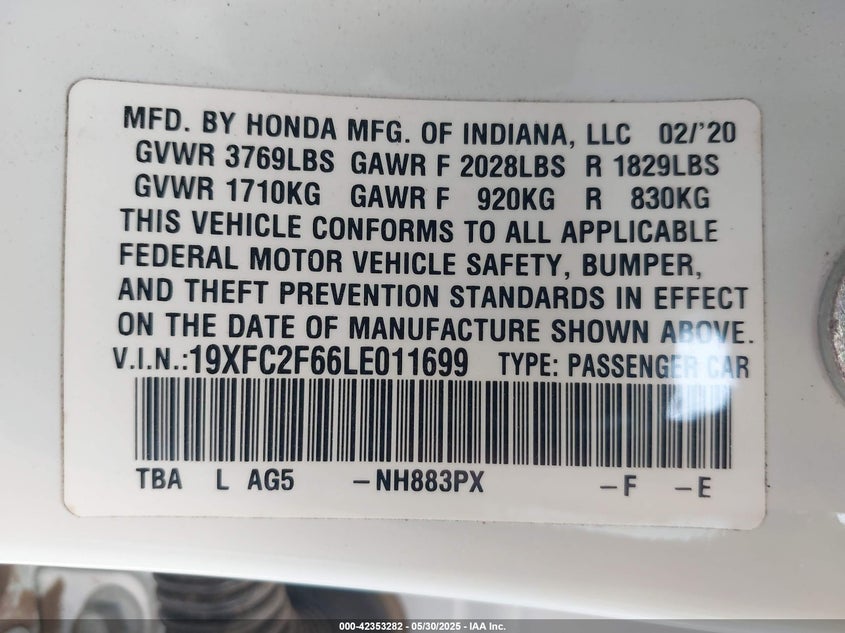 MFD. BY HONDA MFG. OF INDIANA, LLC 02/'20
GVWR 3769LBS GAWR F 2028LBS R 1829LBS
GVWR 1710KG GAWR F 920KG R 830KG
THIS VEHICLE CONFORMS TO ALL APPLICABLE
FEDERAL MOTOR VEHICLE SAFETY, BUMPER,
AND THEFT PREVENTION STANDARDS IN EFFECT
ON THE DATE OF MANUFACTURE SHOWN ABOVE.
V.I.N.:19XFC2F66LE011699 TYPE: PASSENGER CAR
TBA L AG5 -NH883PX -F -E
000-42353282 - 05/30/2025 - IAA Inc.